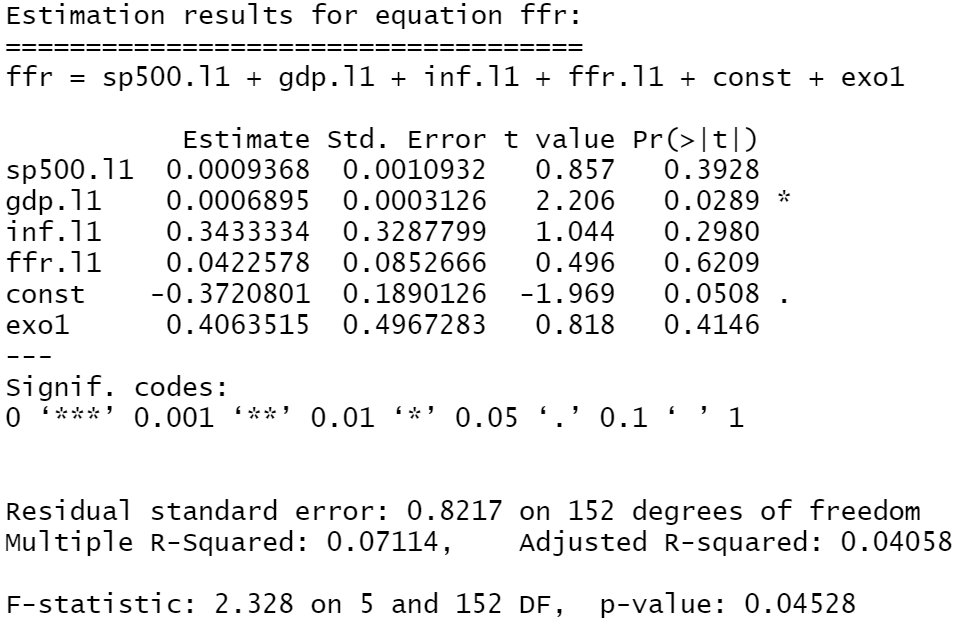 Estimation results for equation ffr:
====================================
ffr = sp500.l1 + gdp.l1 + inf.l1 + ffr.l1 + const + exo1
Estimate Std. Error t value Pr(>|t|)
sp500.l1 0.0009368 0.0010932 0.857 0.3928
gdp.l1 0.0006895 0.0003126 2.206 0.0289 *
inf.l1 0.3433334 0.3287799 1.044 0.2980
ffr.l1 0.0422578 0.0852666 0.496 0.6209
const -0.3720801 0.1890126 -1.969 0.0508 .
exo1 0.4063515 0.4967283 0.818 0.4146
---
Signif. codes:
0 ‘***’ 0.001 ‘**’ 0.01 ‘*’ 0.05 ‘.’ 0.1 ‘ ’ 1
Residual standard error: 0.8217 on 152 degrees of freedom
Multiple R-Squared: 0.07114, Adjusted R-squared: 0.04058
F-statistic: 2.328 on 5 and 152 DF, p-value: 0.04528